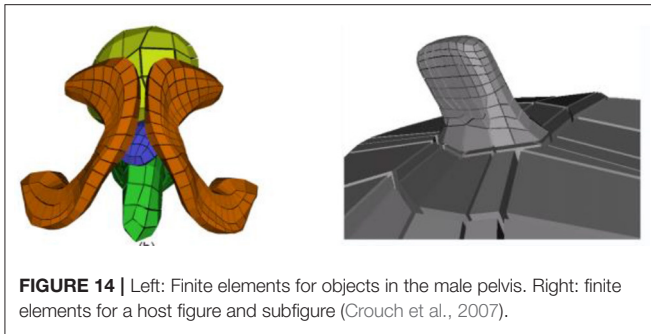 (b)
FIGURE 14 | Left: Finite elements for objects in the male pelvis. Right: finite
elements for a host figure and subfigure (Crouch et al., 2007).